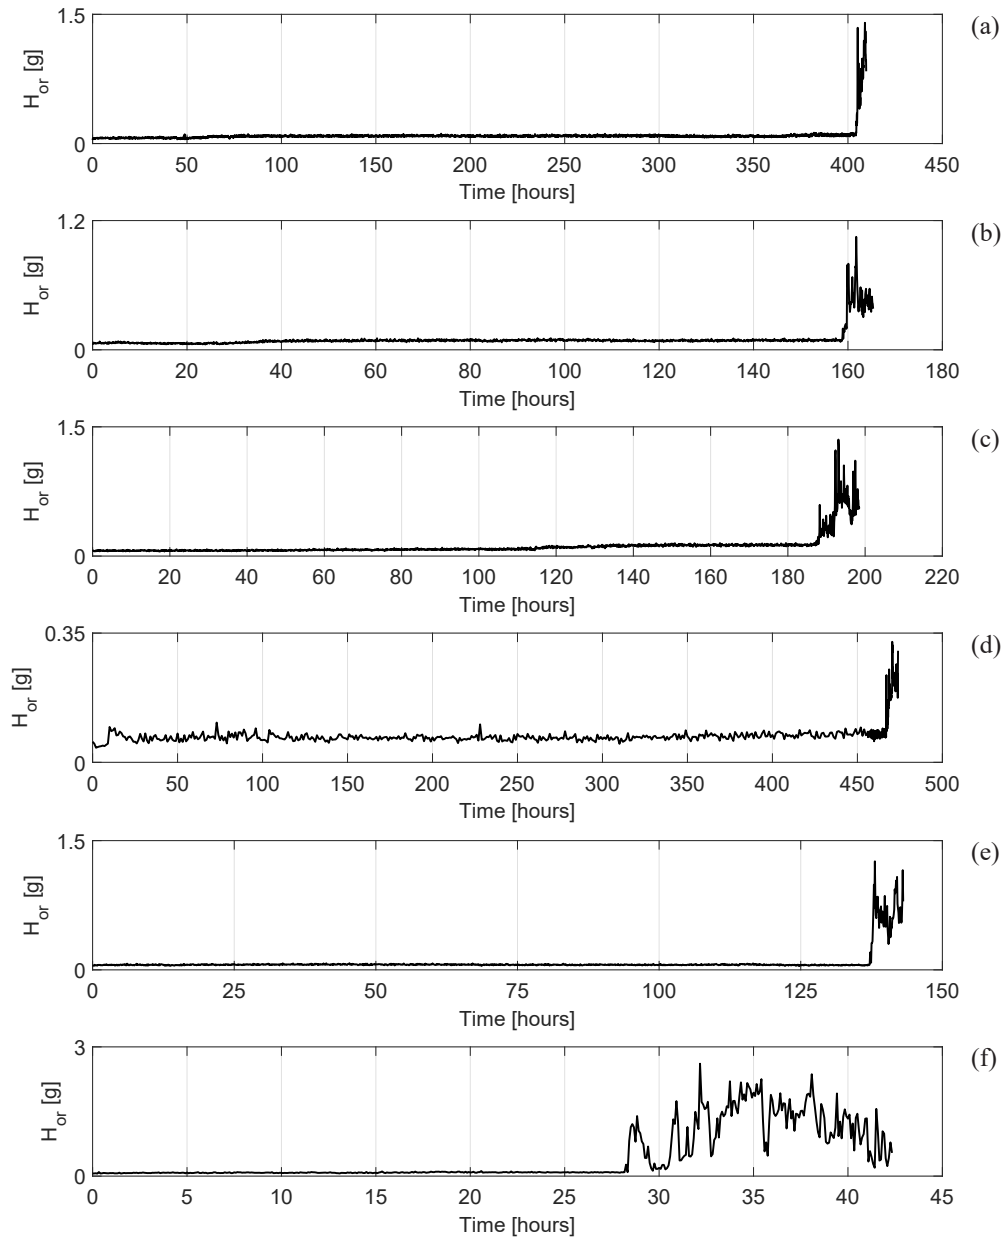 1.5 (a)
H_or [g]
0
0 50 100 150 200 250 300 350 400 450
Time [hours]
1.2 (b)
H_or [g]
0
0 20 40 60 80 100 120 140 160 180
Time [hours]
1.5 (c)
H_or [g]
0
0 20 40 60 80 100 120 140 160 180 200 220
Time [hours]
0.35 (d)
H_or [g]
0
0 50 100 150 200 250 300 350 400 450 500
Time [hours]
1.5 (e)
H_or [g]
0
0 25 50 75 100 125 150
Time [hours]
3 (f)
H_or [g]
0
0 5 10 15 20 25 30 35 40 45
Time [hours]